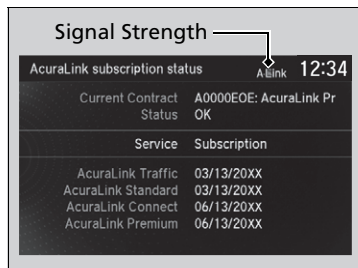 Signal Strength
AcuraLink subscription status A-Link 12:34
Current Contract A0000EOE: AcuraLink Pr
Status OK
Service Subscription
AcuraLink Traffic 03/13/20XX
AcuraLink Standard 03/13/20XX
AcuraLink Connect 06/13/20XX
AcuraLink Premium 06/13/20XX